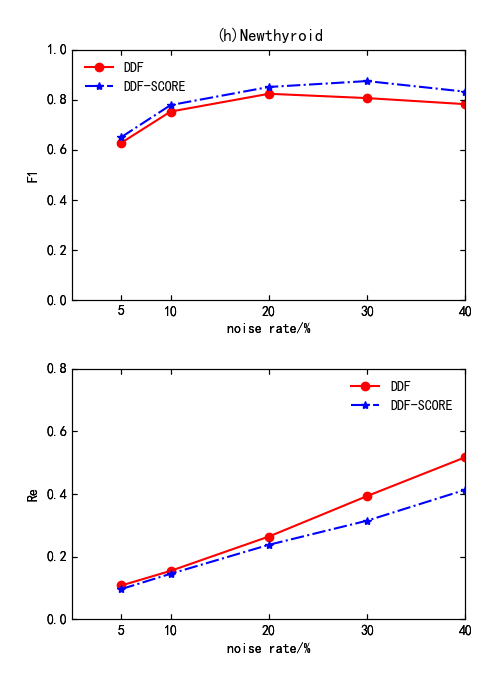 (h)Newthyroid
1.0
DDF
DDF-SCORE
0.8
0.6
F1
0.4
0.2
0.0
5 10 20 30 40
noise rate/%
0.8
DDF
DDF-SCORE
0.6
Re
0.4
0.2
0.0
5 10 20 30 40
noise rate/%